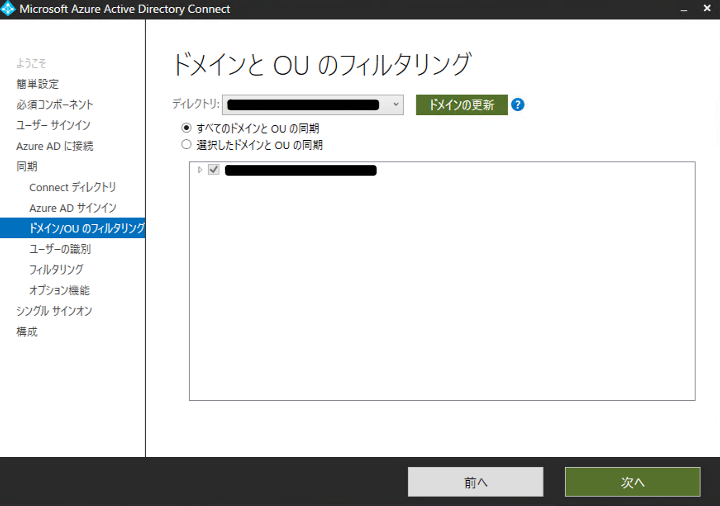 Microsoft Azure Active Directory Connect
ようこそ
簡単設定
必須コンポーネント
ユーザー サインイン
Azure AD に接続
同期
Connect ディレクトリ
Azure AD サインイン
ドメイン/OU のフィルタリング
ユーザーの識別
フィルタリング
オプション機能
シングル サインオン
構成
ドメインと OU のフィルタリング
ディレクトリ:
ドメインの更新 ?
すべてのドメインと OU の同期
選択したドメインと OU の同期
前へ
次へ